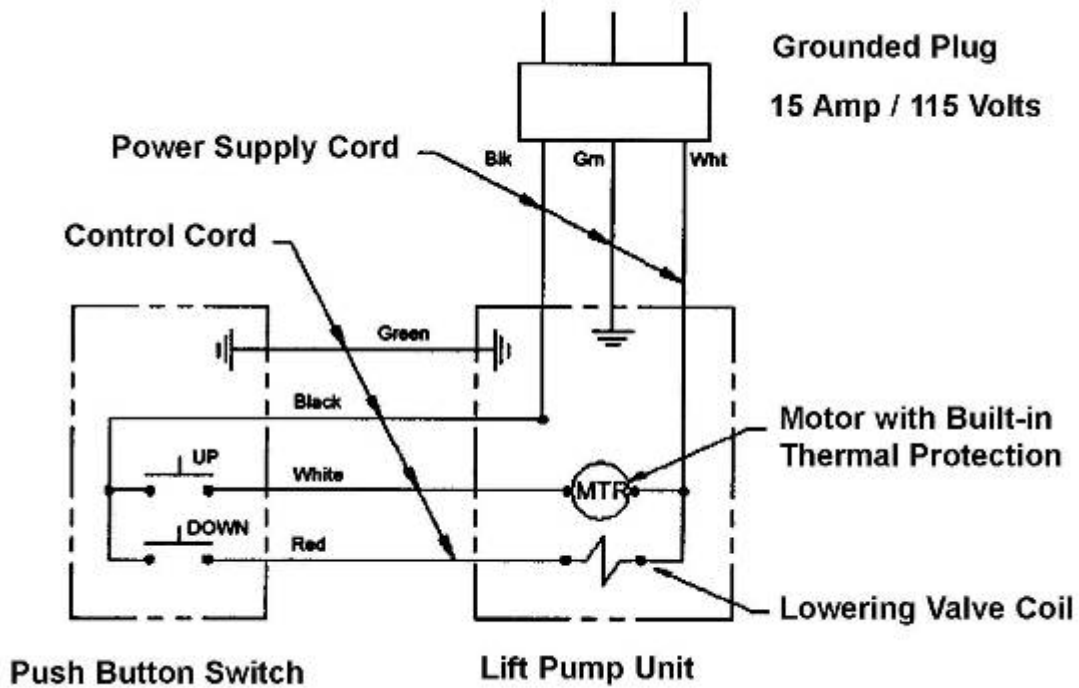 Grounded Plug
15 Amp / 115 Volts
Power Supply Cord
Blk
Grn
Wht
Control Cord
Green
Black
Motor with Built-in
Thermal Protection
UP
White
MTR
DOWN
Red
Lowering Valve Coil
Push Button Switch
Lift Pump Unit